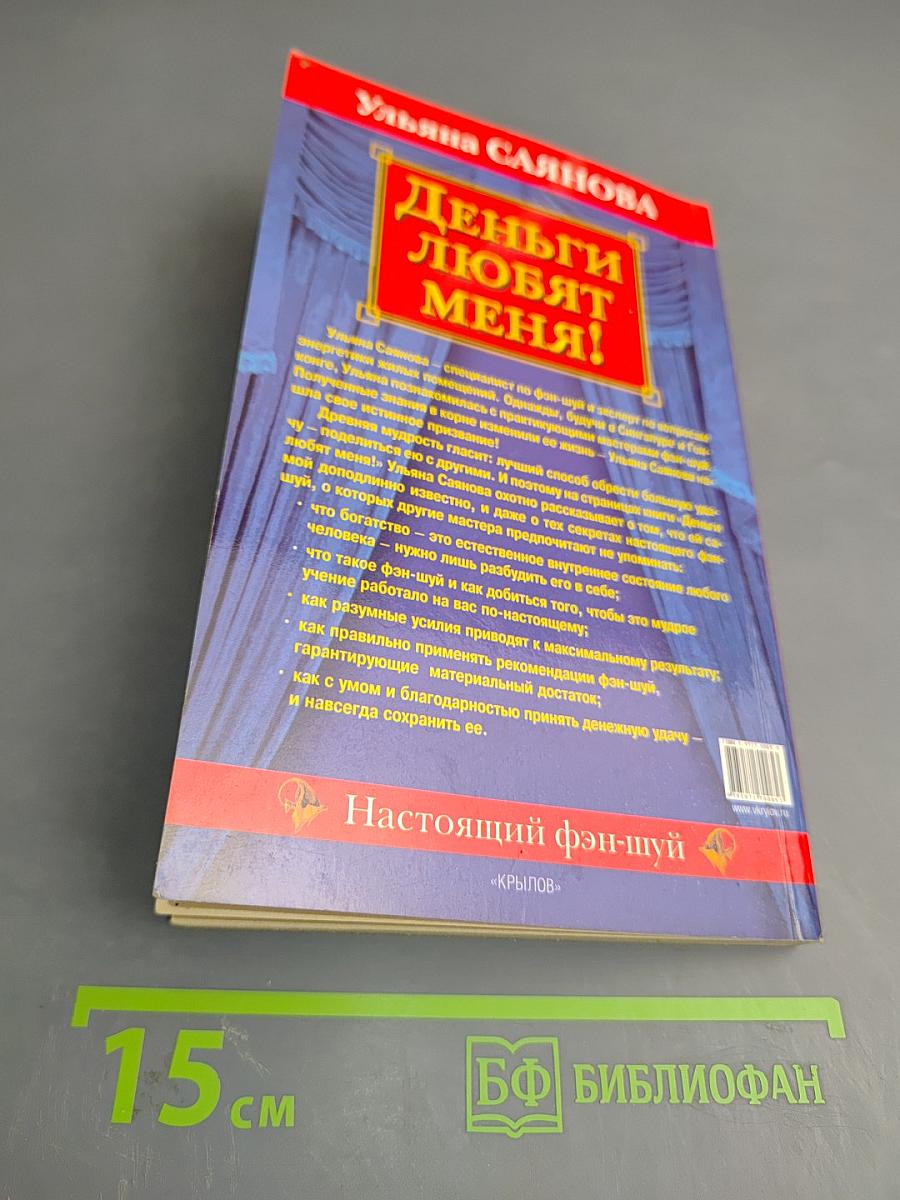 Ульяна САЯНОВА
ДЕНЬГИ
ЛЮБЯТ
МЕНЯ!
Ульяна Саянова — специалист по фэн-шуй и эксперт по вопросам
энергетики жилых помещений. Однажды, будучи в Сингапуре и Гон-
конге, Ульяна познакомилась с практикующими мастерами фэн-шуй.
Полученные знания в корне изменили ее жизнь — Ульяна Саянова на-
шла свое истинное призвание!
Древняя мудрость гласит: лучший способ обрести большую уда-
чу — поделиться ею с другими. И поэтому на страницах книги «Деньги
любят меня!» Ульяна Саянова охотно рассказывает о том, что ей са-
мой доподлинно известно, и даже о тех секретах настоящего фэн-
шуй, о которых другие мастера предпочитают не упоминать:
• что богатство — это естественное внутреннее состояние любого
человека — нужно лишь разбудить его в себе;
• что такое фэн-шуй и как добиться того, чтобы это мудрое
учение работало на вас по-настоящему;
• как разумные усилия приводят к максимальному результату;
• как правильно применять рекомендации фэн-шуй,
гарантирующие материальный достаток;
• как с умом и благодарностью принять денежную удачу —
и навсегда сохранить ее.
www.vkrylov.ru
Настоящий фэн-шуй
«КРЫЛОВ»
15 см
БФ БИБЛИОФАН